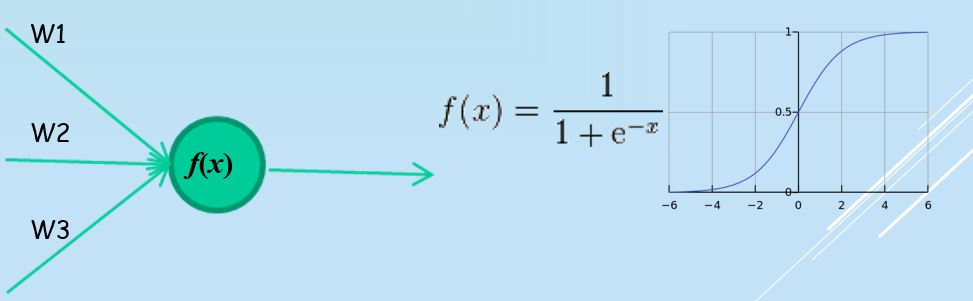 W1
W2
W3
f(x)
f(x) = 1 / (1 + e^{-x})
1
0.5
0
−6 −4 −2 0 2 4 6